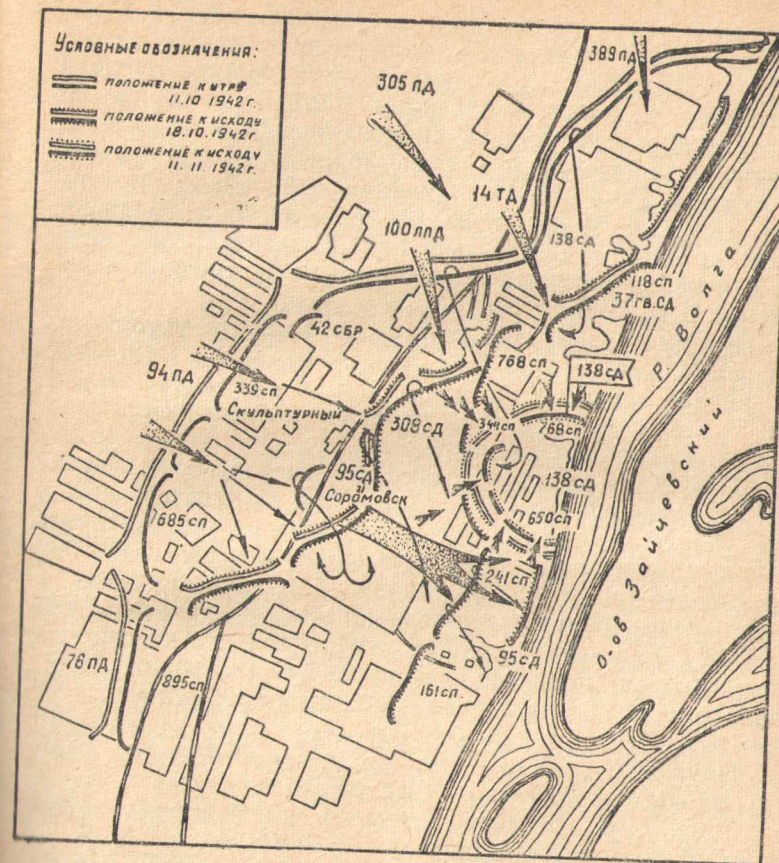 Условные обозначения:
положение к утру
11.10 1942г.
положение к исходу
18.10.1942г.
положение к исходу
11.11 1942г.
389 пд
305 пд
14 тд
100 лпд
138 сд
118 сп
37 гв. сд
р. Волга
42 сбр
94 пд
339 сп
Скульптурный
768 сп
138 сд
344 сп
768 сп
308 сд
95 сд
Сормовск
138 сд
650 сп
685 сп
241 сп
о-ов Зайцевский
95 сд
161 сп
76 пд
895 сп